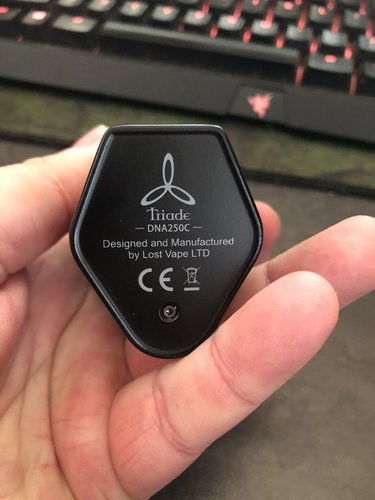 Triade
— DNA250C —
Designed and Manufactured
by Lost Vape LTD
CE